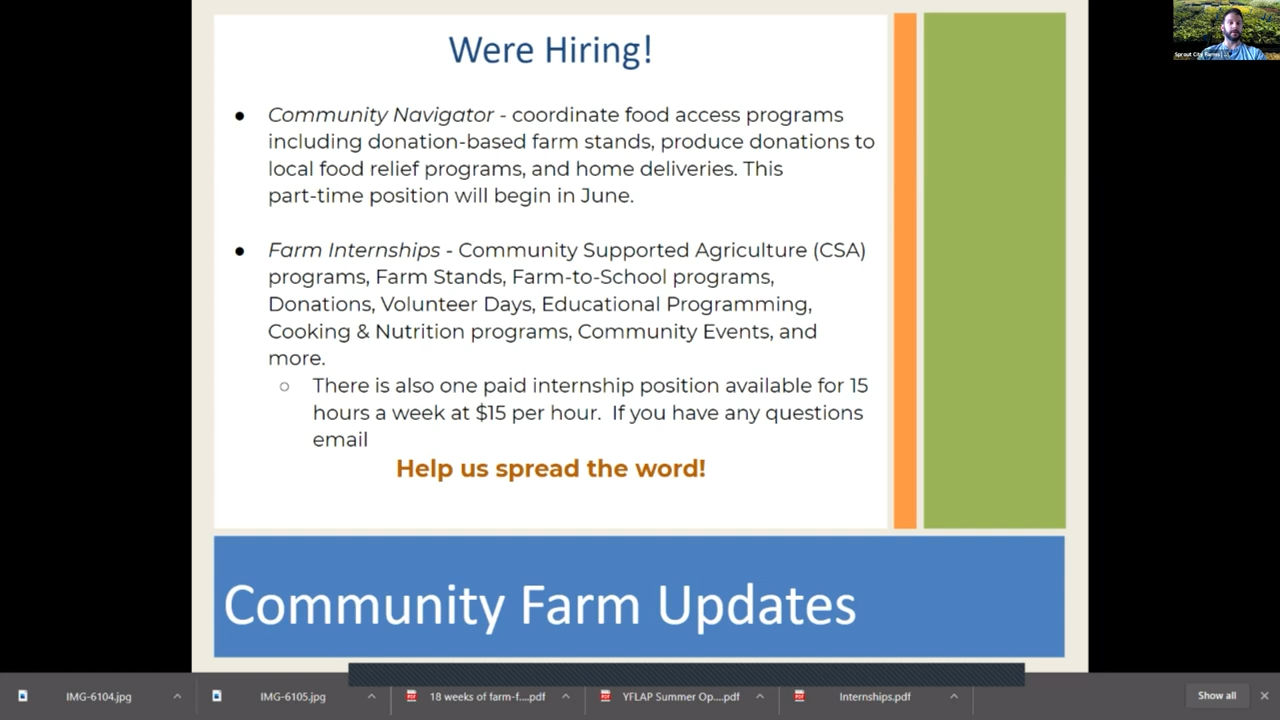 Were Hiring!
● Community Navigator - coordinate food access programs
including donation-based farm stands, produce donations to
local food relief programs, and home deliveries. This
part-time position will begin in June.
● Farm Internships - Community Supported Agriculture (CSA)
programs, Farm Stands, Farm-to-School programs,
Donations, Volunteer Days, Educational Programming,
Cooking & Nutrition programs, Community Events, and
more.
○ There is also one paid internship position available for 15
hours a week at $15 per hour.  If you have any questions
email
Help us spread the word!
Community Farm Updates
Sprout City Farms
IMG-6104.jpg
IMG-6105.jpg
18 weeks of farm-f....pdf
YFLAP Summer Op....pdf
Internships.pdf
Show all